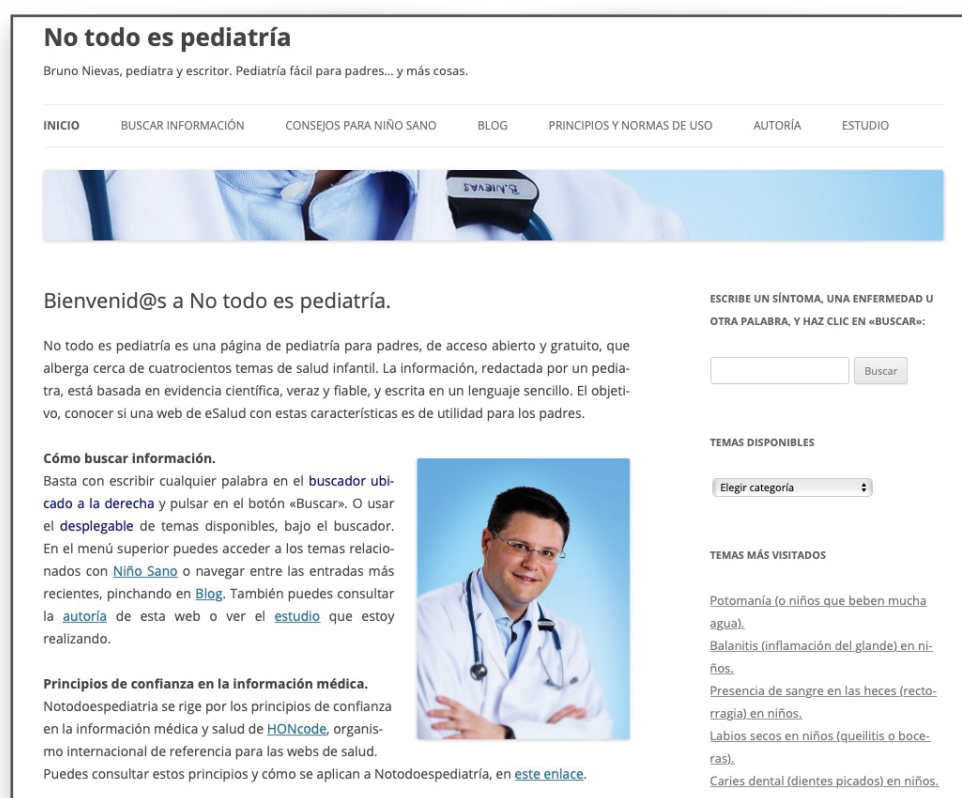 No todo es pediatría
Bruno Nievas, pediatra y escritor. Pediatría fácil para padres... y más cosas.
INICIO BUSCAR INFORMACIÓN CONSEJOS PARA NIÑO SANO BLOG PRINCIPIOS Y NORMAS DE USO AUTORÍA ESTUDIO
B.NIEVAS
Bienvenid@s a No todo es pediatría.
No todo es pediatría es una página de pediatría para padres, de acceso abierto y gratuito, que
alberga cerca de cuatrocientos temas de salud infantil. La información, redactada por un pedia-
tra, está basada en evidencia científica, veraz y fiable, y escrita en un lenguaje sencillo. El objeti-
vo, conocer si una web de eSalud con estas características es de utilidad para los padres.
Cómo buscar información.
Basta con escribir cualquier palabra en el buscador ubi-
cado a la derecha y pulsar en el botón «Buscar». O usar
el desplegable de temas disponibles, bajo el buscador.
En el menú superior puedes acceder a los temas relacio-
nados con Niño Sano o navegar entre las entradas más
recientes, pinchando en Blog. También puedes consultar
la autoría de esta web o ver el estudio que estoy
realizando.
Principios de confianza en la información médica.
Notodoespediatria se rige por los principios de confianza
en la información médica y salud de HONcode, organis-
mo internacional de referencia para las webs de salud.
Puedes consultar estos principios y cómo se aplican a Notodoespediatría, en este enlace.
ESCRIBE UN SÍNTOMA, UNA ENFERMEDAD U
OTRA PALABRA, Y HAZ CLIC EN «BUSCAR»:
Buscar
TEMAS DISPONIBLES
Elegir categoría
TEMAS MÁS VISITADOS
Potomanía (o niños que beben mucha
agua).
Balanitis (inflamación del glande) en ni-
ños.
Presencia de sangre en las heces (recto-
rragia) en niños.
Labios secos en niños (queilitis o boce-
ras).
Caries dental (dientes picados) en niños.